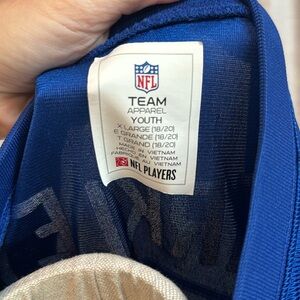 NFL
TEAM
APPAREL
YOUTH
X LARGE (18/20)
E GRANDE (18/20)
T GRAND (18/20)
MADE IN VIETNAM
HECHO EN VIETNAM
FABRIQUÉ AU VIETNAM
NFL PLAYERS